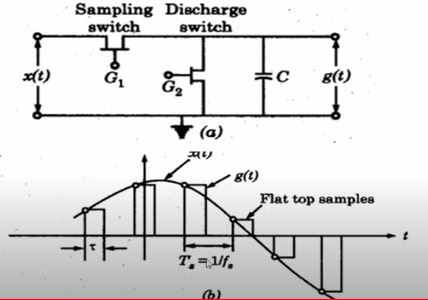 Sampling Discharge
switch switch
x(t)
G₁
G₂
C
g(t)
(a)
x(t)
g(t)
Flat top samples
t
τ
Tₛ = 1/fₛ
(b)